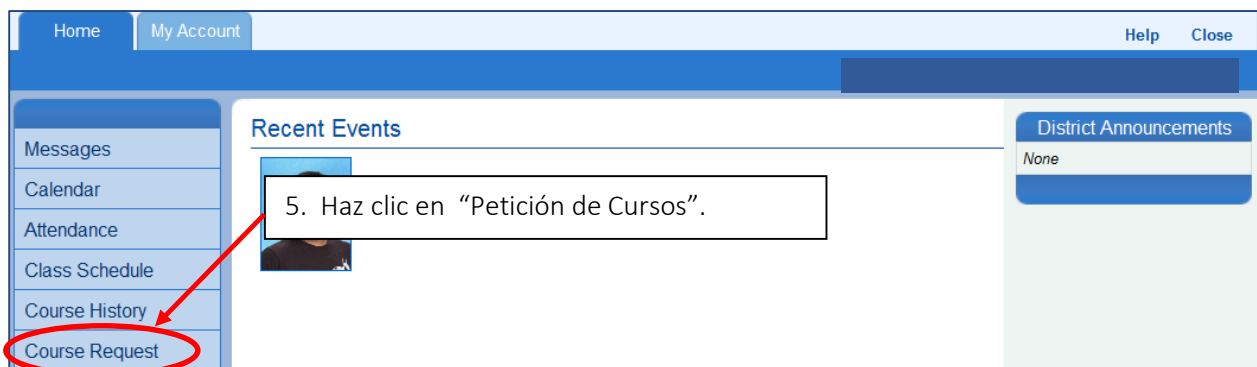 Home
My Account
Help
Close
Recent Events
District Announcements
None
Messages
Calendar
Attendance
Class Schedule
Course History
Course Request
5. Haz clic en “Petición de Cursos”.